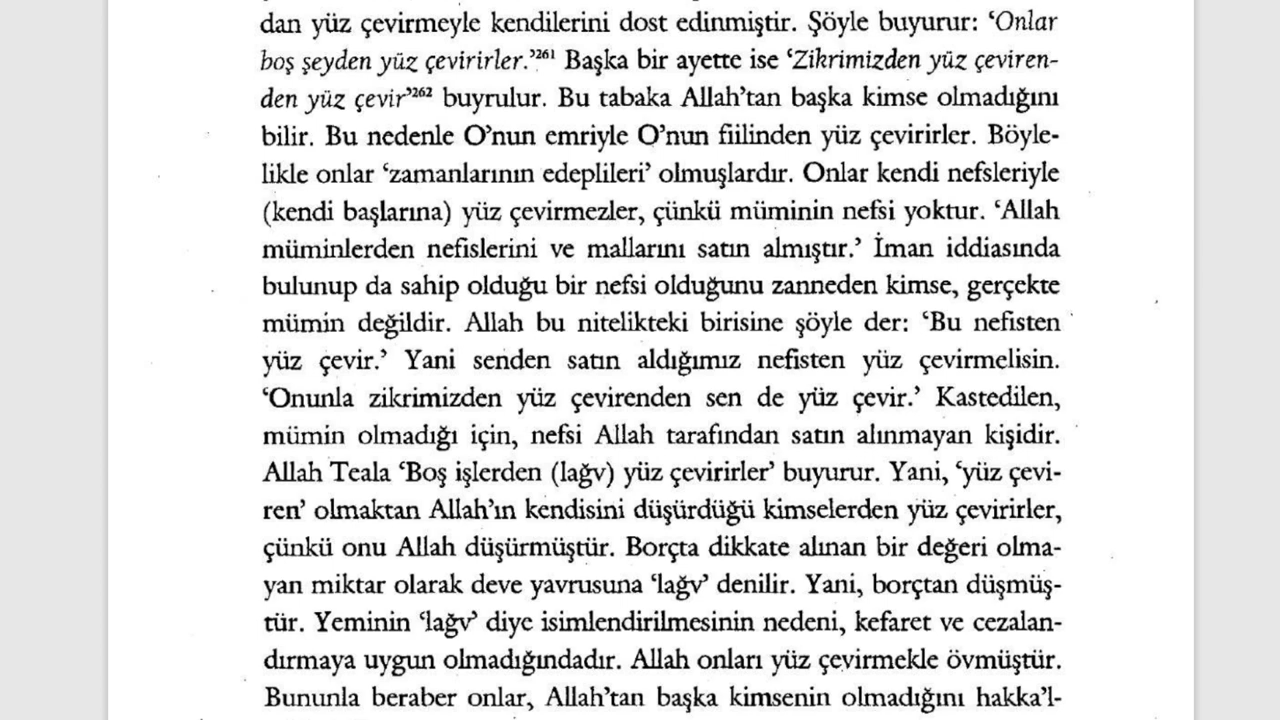 dan yüz çevirmeyle kendilerini dost edinmiştir. Şöyle buyurur: ‘Onlar
boş şeyden yüz çevirirler.’²⁶¹ Başka bir ayette ise ‘Zikrimizden yüz çeviren-
den yüz çevir’²⁶² buyrulur. Bu tabaka Allah’tan başka kimse olmadığını
bilir. Bu nedenle O’nun emriyle O’nun fiilinden yüz çevirirler. Böyle-
likle onlar ‘zamanlarının edeplileri’ olmuşlardır. Onlar kendi nefsleriyle
(kendi başlarına) yüz çevirmezler, çünkü müminin nefsi yoktur. ‘Allah
müminlerden nefislerini ve mallarını satın almıştır.’ İman iddiasında
bulunup da sahip olduğu bir nefsi olduğunu zanneden kimse, gerçekte
mümin değildir. Allah bu nitelikteki birisine şöyle der: ‘Bu nefisten
yüz çevir.’ Yani senden satın aldığımız nefisten yüz çevirmelisin.
‘Onunla zikrimizden yüz çevirenden sen de yüz çevir.’ Kastedilen,
mümin olmadığı için, nefsi Allah tarafından satın alınmayan kişidir.
Allah Teala ‘Boş işlerden (lağv) yüz çevirirler’ buyurur. Yani, ‘yüz çevi-
ren’ olmaktan Allah’ın kendisini düşürdüğü kimselerden yüz çevirirler,
çünkü onu Allah düşürmüştür. Borçta dikkate alınan bir değeri olma-
yan miktar olarak deve yavrusuna ‘lağv’ denilir. Yani, borçtan düşmüş-
tür. Yeminin ‘lağv’ diye isimlendirilmesinin nedeni, kefaret ve cezalan-
dırmaya uygun olmadığındadır. Allah onları yüz çevirmekle övmüştür.
Bununla beraber onlar, Allah’tan başka kimsenin olmadığını hakka’l-